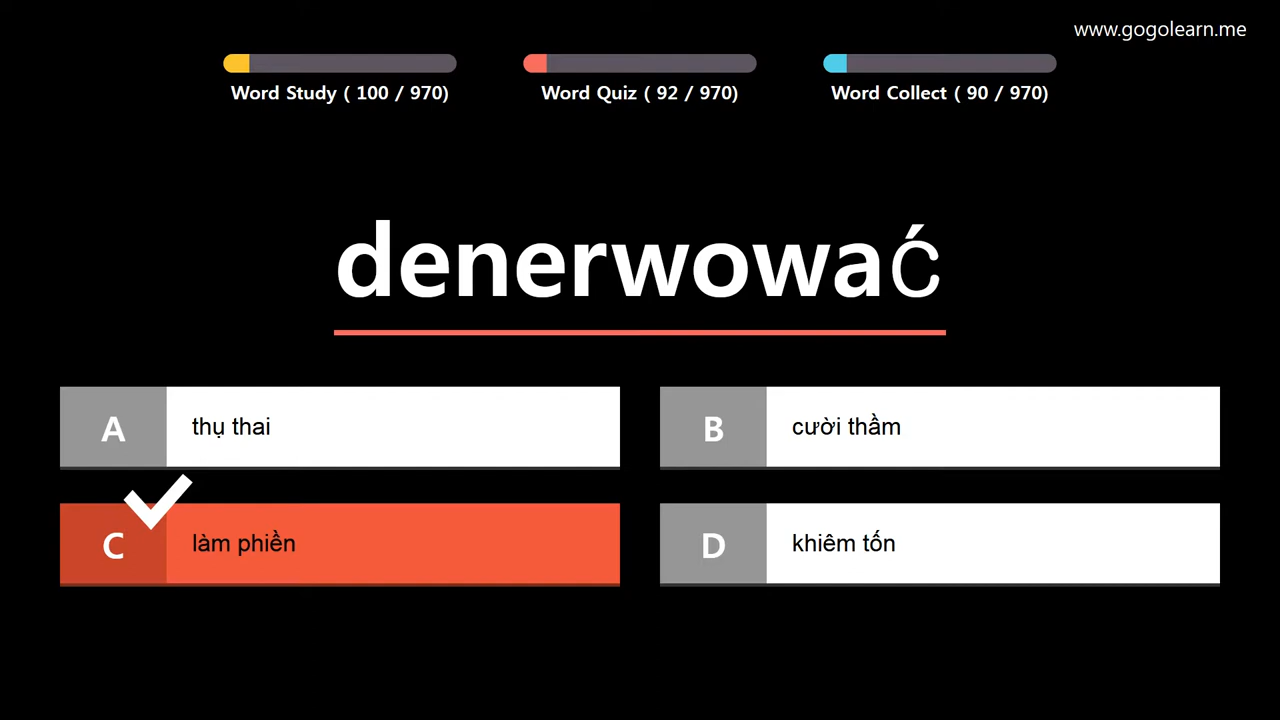 www.gogolearn.me
Word Study ( 100 / 970)
Word Quiz ( 92 / 970)
Word Collect ( 90 / 970)
denerwować
A
thụ thai
B
cười thầm
C
làm phiền
D
khiêm tốn